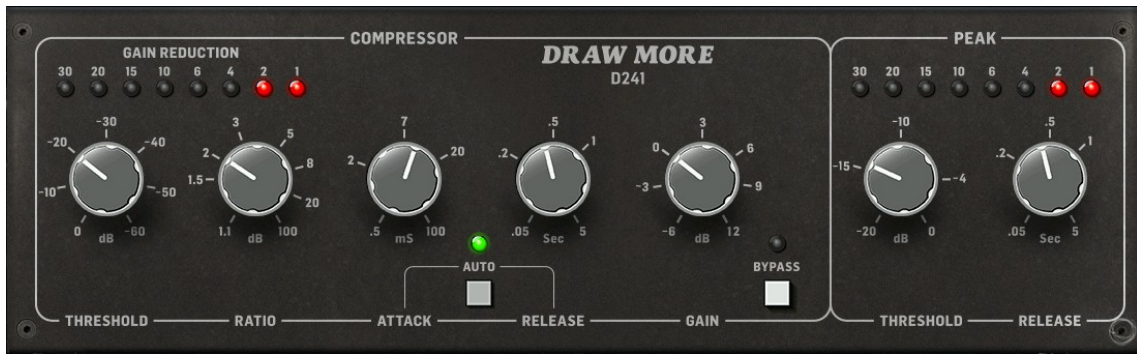 COMPRESSOR
PEAK
DRAW MORE
D241
GAIN REDUCTION
30 20 15 10 6 4 2 1
30 20 15 10 6 4 2 1
-30
-20 -40
-10 -50
0 dB -60
3 5
2 8
1.5 20
1.1 dB 100
7
2 20
.5 mS 100
.5
.2 1
.05 Sec 5
3
0 6
-3 9
-6 dB 12
-10
-15 -4
-20 dB 0
.5
.2 1
.05 Sec 5
AUTO
BYPASS
THRESHOLD RATIO ATTACK RELEASE GAIN
THRESHOLD RELEASE